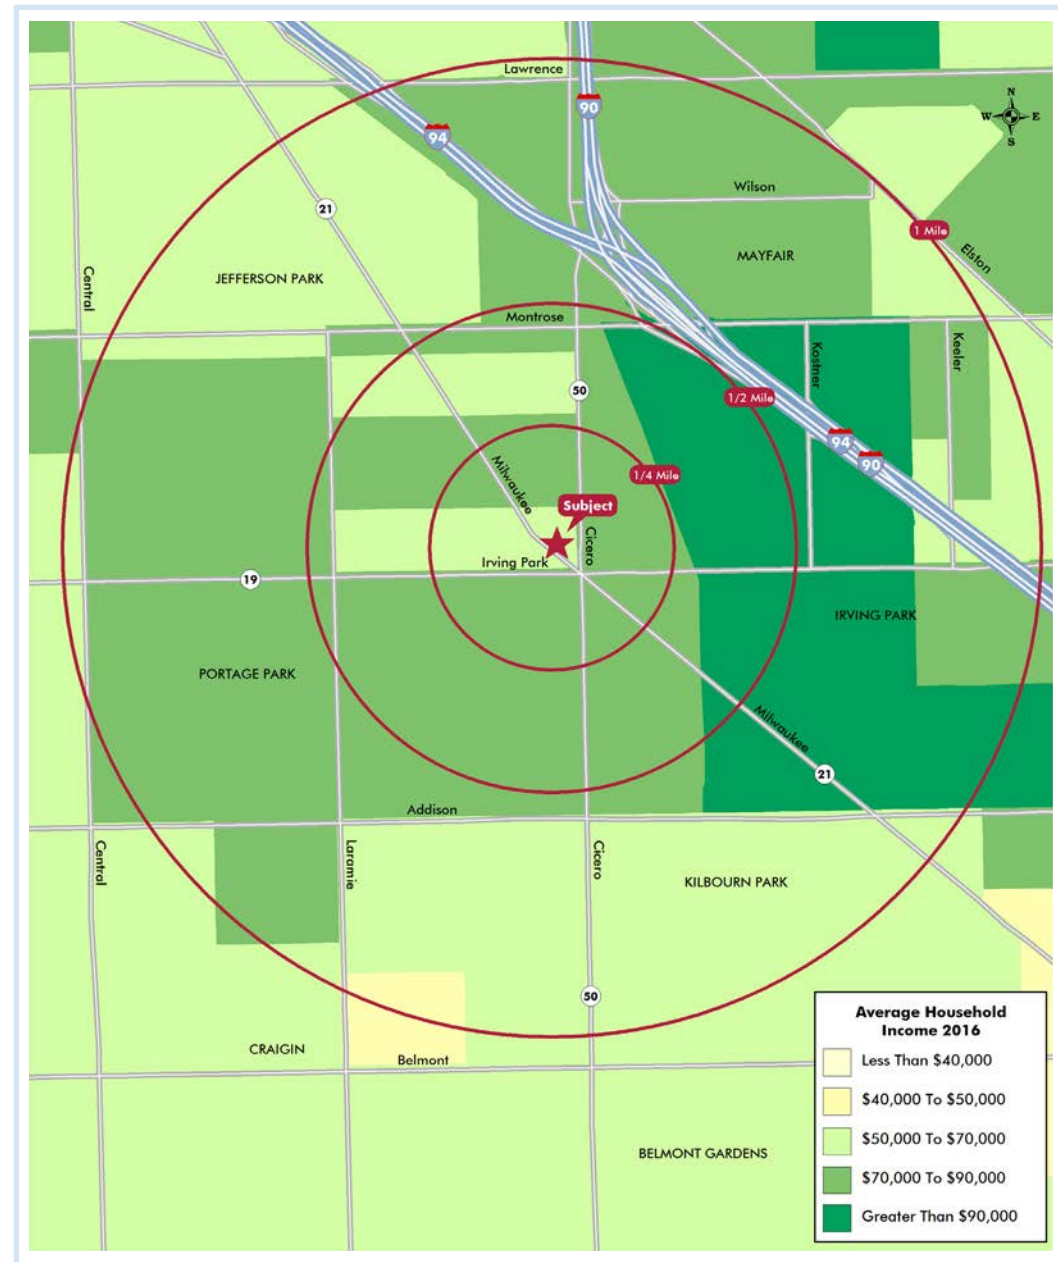 Lawrence
90
94
N
W
E
S
Wilson
21
1 Mile
MAYFAIR
Elston
Central
JEFFERSON PARK
Montrose
Kostner
Keeler
50
1/2 Mile
94
90
Milwaukee
1/4 Mile
Subject
Cicero
Irving Park
19
IRVING PARK
PORTAGE PARK
Milwaukee
21
Addison
Central
Laramie
Cicero
KILBOURN PARK
50
CRAIGIN
Belmont
BELMONT GARDENS
Average Household
Income 2016
Less Than $40,000
$40,000 To $50,000
$50,000 To $70,000
$70,000 To $90,000
Greater Than $90,000